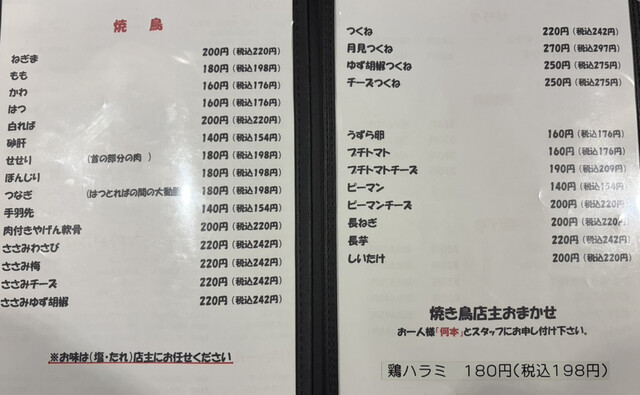 焼 鳥
ねぎま 200円(税込220円)
もも 180円(税込198円)
かわ 160円(税込176円)
はつ 160円(税込176円)
白れば 200円(税込220円)
砂肝 140円(税込154円)
せせり (首の部分の肉 ) 180円(税込198円)
ぼんじり 180円(税込198円)
つなぎ (はつとればの間の大動脈 180円(税込198円)
手羽先 140円(税込154円)
肉付きやげん軟骨 200円(税込220円)
ささみわさび 220円(税込242円)
ささみ梅 220円(税込242円)
ささみチーズ 220円(税込242円)
ささみゆず胡椒 220円(税込242円)
※お味は(塩・たれ)店主にお任せください
つくね 220円(税込242円)
月見つくね 270円(税込297円)
ゆず胡椒つくね 250円(税込275円)
チーズつくね 250円(税込275円)
うずら卵 160円(税込176円)
プチトマト 160円(税込176円)
プチトマトチーズ 190円(税込209円)
ピーマン 140円(税込154円)
ピーマンチーズ 200円(税込220円)
長ねぎ 200円(税込220円)
長芋 220円(税込242円)
しいたけ 200円(税込220円)
焼き鳥店主おまかせ
お一人様「何本」とスタッフにお申し付け下さい。
鶏ハラミ 180円(税込198円)